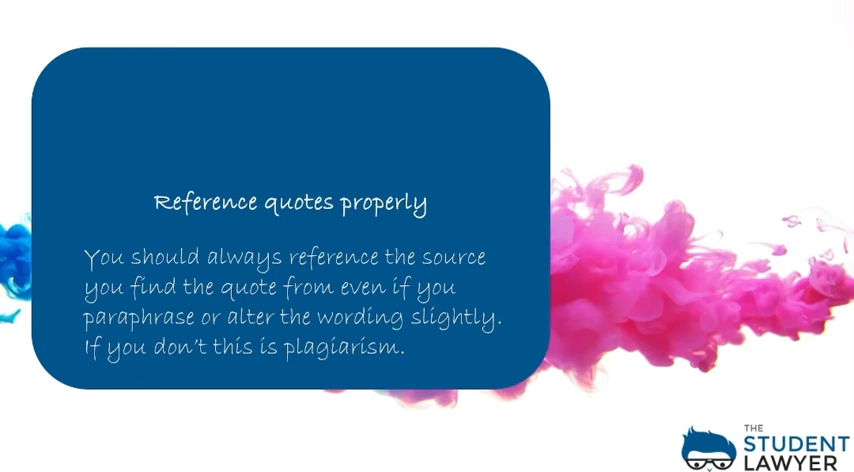 Reference quotes properly
You should always reference the source
you find the quote from even if you
paraphrase or alter the wording slightly.
If you don't this is plagiarism.
THE
STUDENT
LAWYER